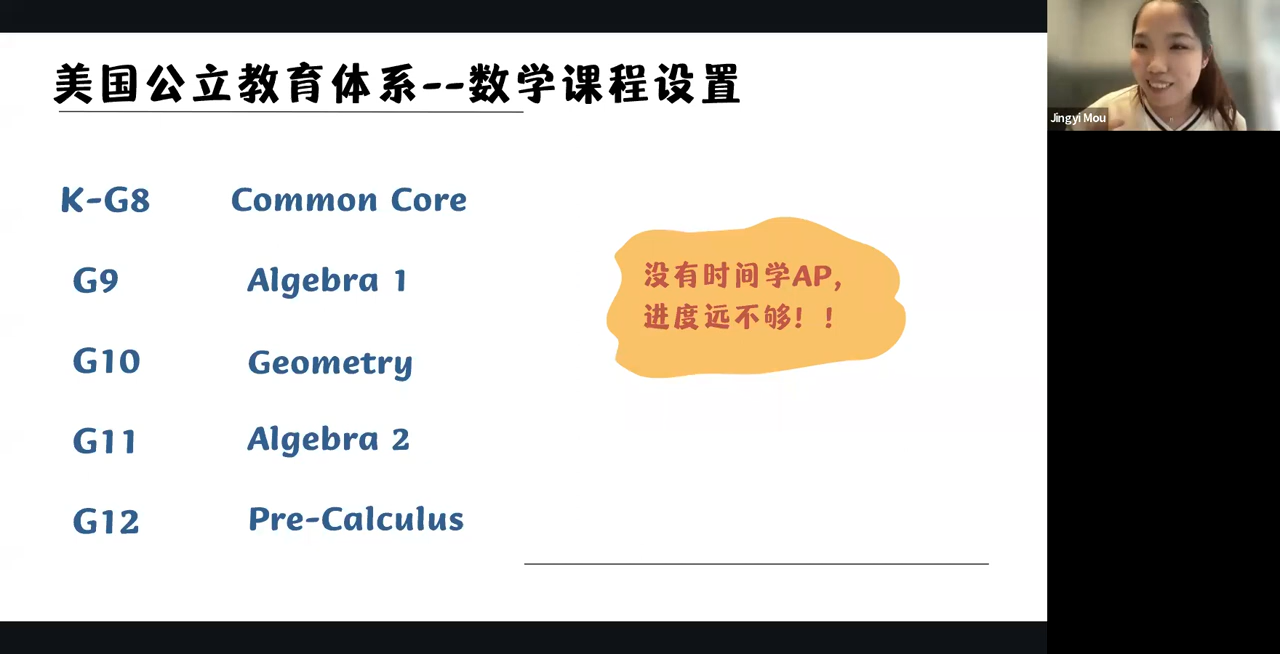 美国公立教育体系--数学课程设置
K-G8 Common Core
G9 Algebra 1
G10 Geometry
G11 Algebra 2
G12 Pre-Calculus
没有时间学AP,
进度远不够！！
Jingyi Mou